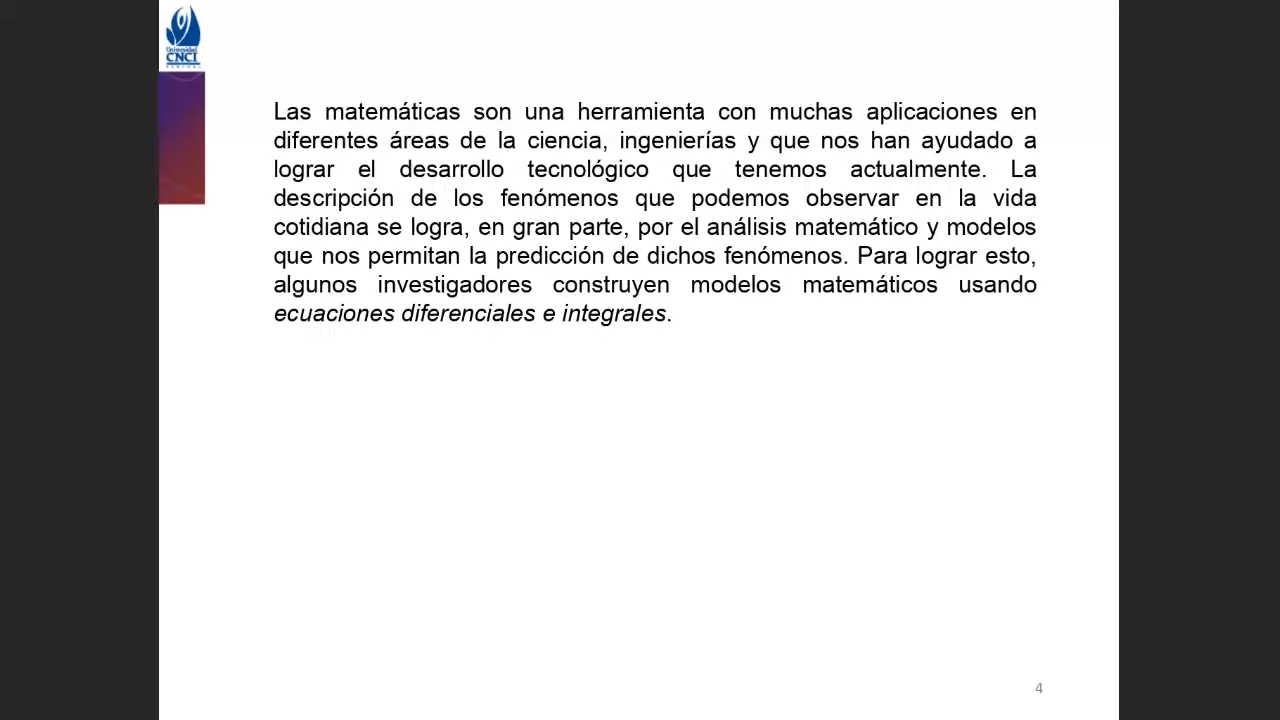 Universidad
CNCI
Las matemáticas son una herramienta con muchas aplicaciones en
diferentes áreas de la ciencia, ingenierías y que nos han ayudado a
lograr el desarrollo tecnológico que tenemos actualmente. La
descripción de los fenómenos que podemos observar en la vida
cotidiana se logra, en gran parte, por el análisis matemático y modelos
que nos permitan la predicción de dichos fenómenos. Para lograr esto,
algunos investigadores construyen modelos matemáticos usando
ecuaciones diferenciales e integrales.
4